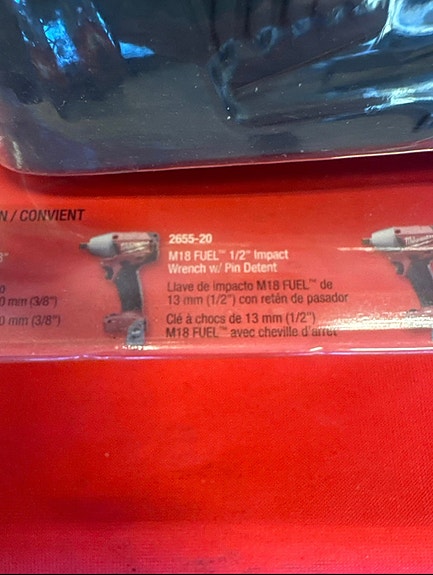 N / CONVIENT
2655-20
M18 FUEL™ 1/2" Impact
Wrench w/ Pin Detent
Llave de impacto M18 FUEL™ de
13 mm (1/2") con retén de pasador
Clé à chocs de 13 mm (1/2")
M18 FUEL™ avec cheville d'arrêt
8"
0
0 mm (3/8")
0 mm (3/8")